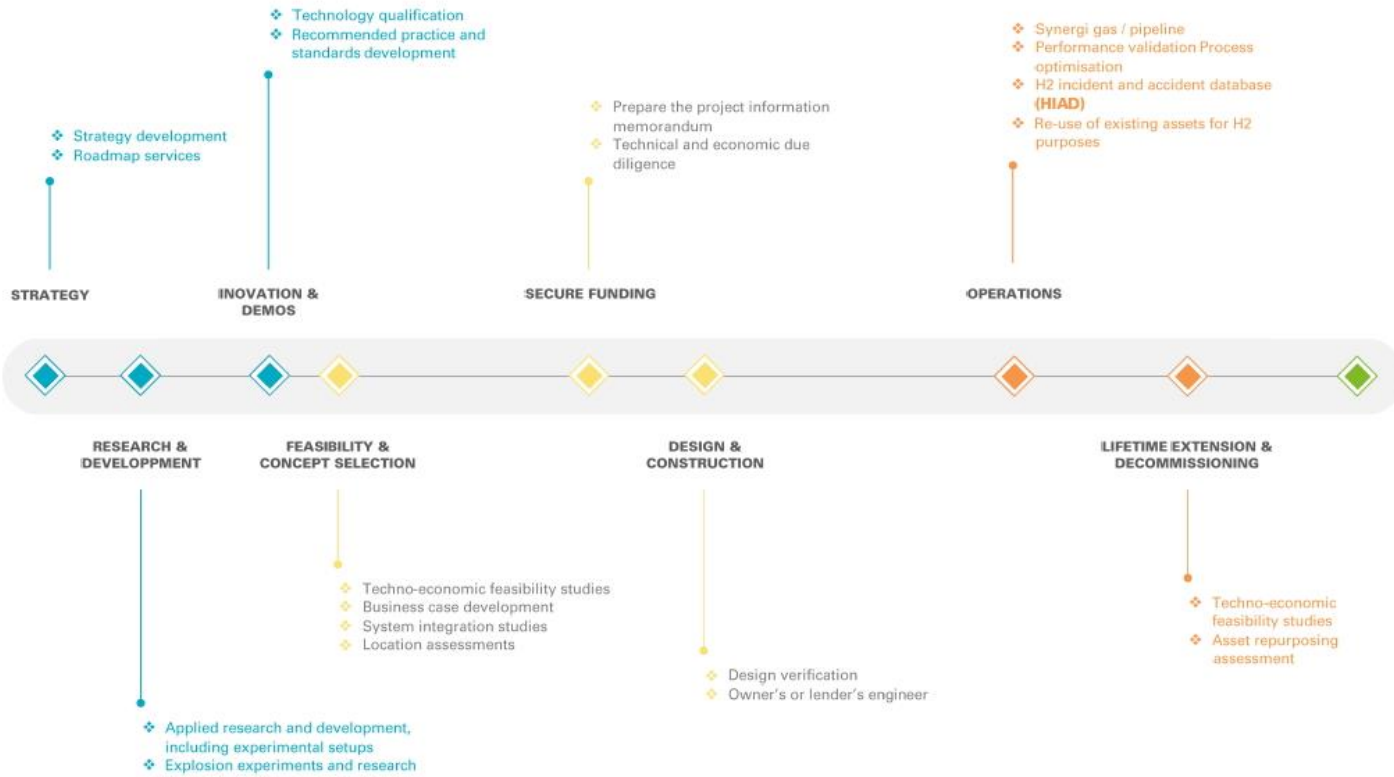 Technology qualification
Recommended practice and
standards development
Synergi gas / pipeline
Performance validation Process
optimisation
H2 incident and accident database
(HIAD)
Re-use of existing assets for H2
purposes
Prepare the project information
memorandum
Technical and economic due
diligence
Strategy development
Roadmap services
STRATEGY
INOVATION &
DEMOS
SECURE FUNDING
OPERATIONS
RESEARCH &
DEVELOPPMENT
FEASIBILITY &
CONCEPT SELECTION
DESIGN &
CONSTRUCTION
LIFETIME EXTENSION &
DECOMMISSIONING
Techno-economic feasibility studies
Business case development
System integration studies
Location assessments
Techno-economic
feasibility studies
Asset repurposing
assessment
Design verification
Owner's or lender's engineer
Applied research and development,
including experimental setups
Explosion experiments and research